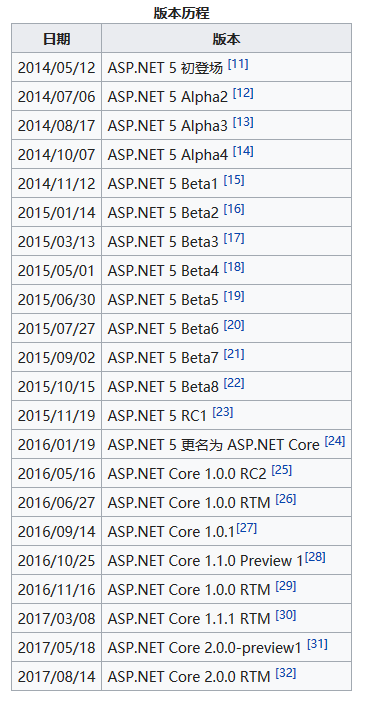 版本历程
日期 版本
2014/05/12 ASP.NET 5 初登场 [11]
2014/07/06 ASP.NET 5 Alpha2 [12]
2014/08/17 ASP.NET 5 Alpha3 [13]
2014/10/07 ASP.NET 5 Alpha4 [14]
2014/11/12 ASP.NET 5 Beta1 [15]
2015/01/14 ASP.NET 5 Beta2 [16]
2015/03/13 ASP.NET 5 Beta3 [17]
2015/05/01 ASP.NET 5 Beta4 [18]
2015/06/30 ASP.NET 5 Beta5 [19]
2015/07/27 ASP.NET 5 Beta6 [20]
2015/09/02 ASP.NET 5 Beta7 [21]
2015/10/15 ASP.NET 5 Beta8 [22]
2015/11/19 ASP.NET 5 RC1 [23]
2016/01/19 ASP.NET 5 更名为 ASP.NET Core [24]
2016/05/16 ASP.NET Core 1.0.0 RC2 [25]
2016/06/27 ASP.NET Core 1.0.0 RTM [26]
2016/09/14 ASP.NET Core 1.0.1[27]
2016/10/25 ASP.NET Core 1.1.0 Preview 1[28]
2016/11/16 ASP.NET Core 1.0.0 RTM [29]
2017/03/08 ASP.NET Core 1.1.1 RTM [30]
2017/05/18 ASP.NET Core 2.0.0-preview1 [31]
2017/08/14 ASP.NET Core 2.0.0 RTM [32]